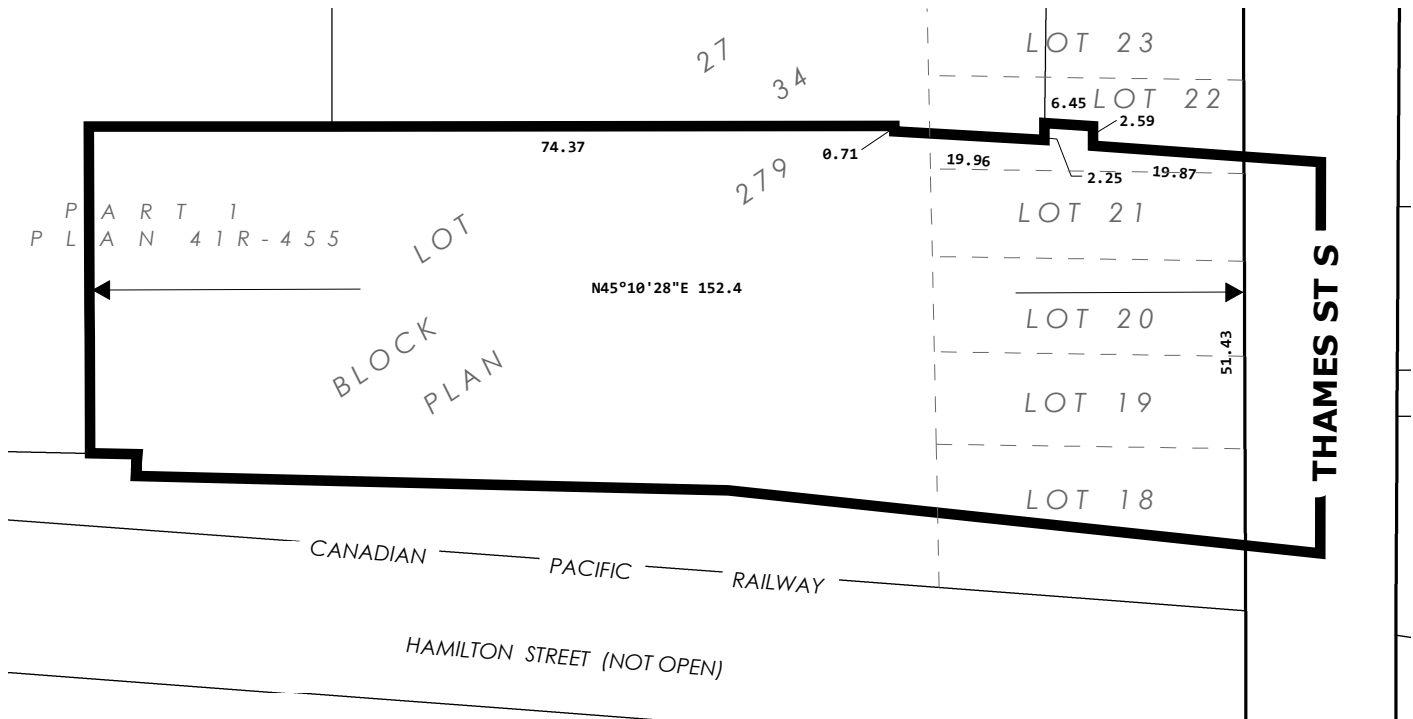 27
34
LOT 23
6.45
LOT 22
2.59
74.37
0.71
19.96
2.25
19.87
279
PART 1
PLAN 41R-455
LOT
LOT 21
N45°10'28"E 152.4
LOT 20
51.43
THAMES ST S
BLOCK
PLAN
LOT 19
LOT 18
CANADIAN PACIFIC RAILWAY
HAMILTON STREET (NOT OPEN)